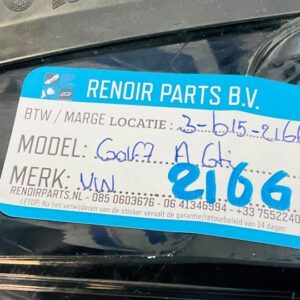 RENOIR PARTS B.V.
BTW / MARGE LOCATIE : 3-b15-2166
MODEL: Golf 7 A Gti
MERK: VW 2166
RENOIRPARTS.NL - 085 0603676 - 06 41346994 - +33 7552240
LET OP! Na het verwijderen van de sticker vervalt de garantie/retourbeleid van 14 dagen